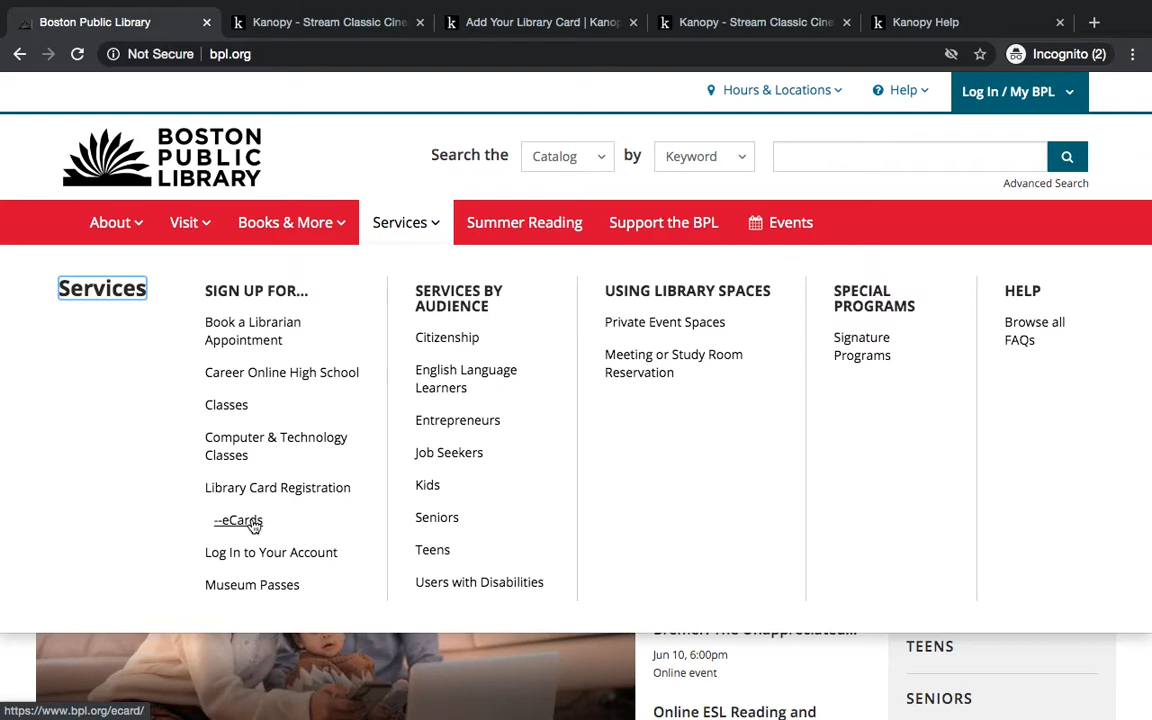 Boston Public Library
Kanopy - Stream Classic Cine
Add Your Library Card | Kanop
Kanopy - Stream Classic Cine
Kanopy Help
Not Secure bpl.org
Incognito (2)
Hours & Locations
Help
Log In / My BPL
BOSTON
PUBLIC
LIBRARY
Search the
Catalog
by
Keyword
Advanced Search
About
Visit
Books & More
Services
Summer Reading
Support the BPL
Events
Services
SIGN UP FOR...
Book a Librarian
Appointment
Career Online High School
Classes
Computer & Technology
Classes
Library Card Registration
--eCards
Log In to Your Account
Museum Passes
SERVICES BY
AUDIENCE
Citizenship
English Language
Learners
Entrepreneurs
Job Seekers
Kids
Seniors
Teens
Users with Disabilities
USING LIBRARY SPACES
Private Event Spaces
Meeting or Study Room
Reservation
SPECIAL
PROGRAMS
Signature
Programs
HELP
Browse all
FAQs
Jun 10, 6:00pm
Online event
Online ESL Reading and
TEENS
SENIORS
https://www.bpl.org/ecard/